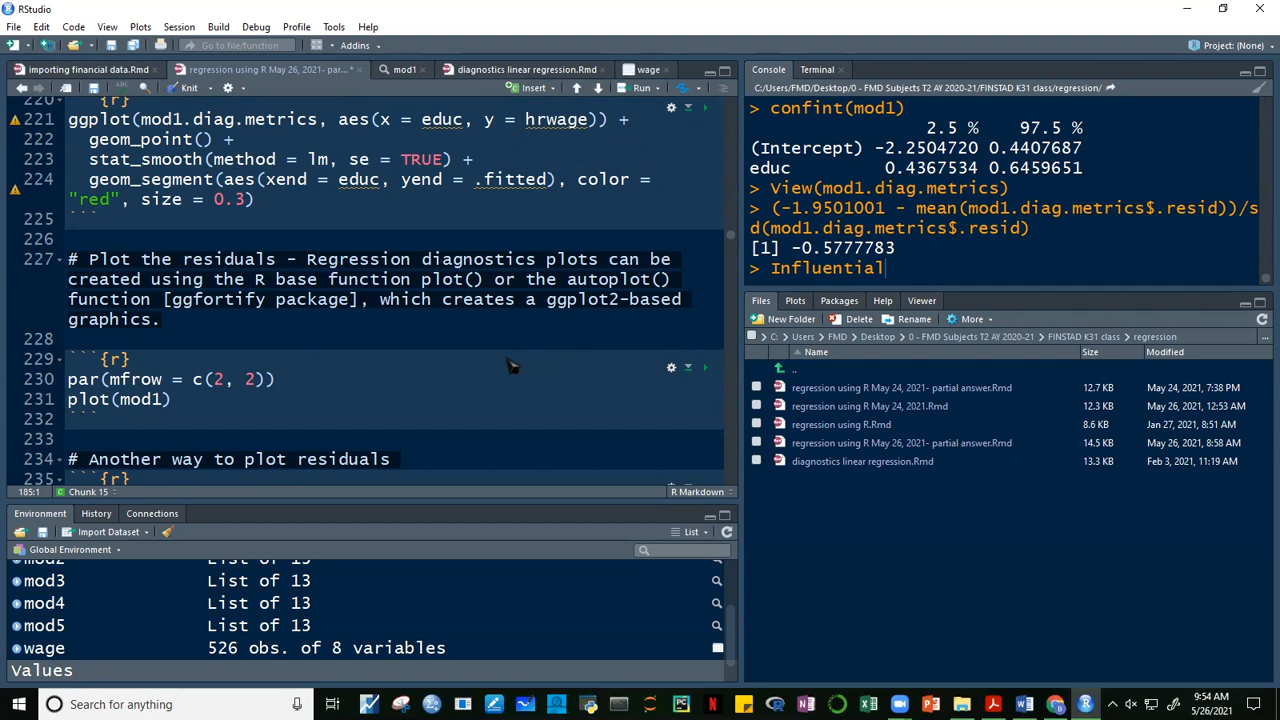 RStudio
File Edit Code View Plots Session Build Debug Profile Tools Help
Go to file/function Addins Project: (None)
importing financial data.Rmd regression using R May 26, 2021- par...* mod1 diagnostics linear regression.Rmd wage
Knit Insert Run
220 ```{r}
221 ggplot(mod1.diag.metrics, aes(x = educ, y = hrwage)) +
222 geom_point() +
223 stat_smooth(method = lm, se = TRUE) +
224 geom_segment(aes(xend = educ, yend = .fitted), color =
"red", size = 0.3)
225 ```
226
227 # Plot the residuals - Regression diagnostics plots can be
created using the R base function plot() or the autoplot()
function [ggfortify package], which creates a ggplot2-based
graphics.
228
229 ```{r}
230 par(mfrow = c(2, 2))
231 plot(mod1)
232 ```
233
234 # Another way to plot residuals
235 ```{r}
185:1 Chunk 15 R Markdown
Environment History Connections
Import Dataset List
Global Environment
mod2 List of 13
mod3 List of 13
mod4 List of 13
mod5 List of 13
wage 526 obs. of 8 variables
Values
Console Terminal
C:/Users/FMD/Desktop/0 - FMD Subjects T2 AY 2020-21/FINSTAD K31 class/regression/
> confint(mod1)
2.5 % 97.5 %
(Intercept) -2.2504720 0.4407687
educ 0.4367534 0.6459651
> View(mod1.diag.metrics)
> (-1.9501001 - mean(mod1.diag.metrics$.resid))/s
d(mod1.diag.metrics$.resid)
[1] -0.5777783
> Influential
Files Plots Packages Help Viewer
New Folder Delete Rename More
C: Users FMD Desktop 0 - FMD Subjects T2 AY 2020-21 FINSTAD K31 class regression ...
Name Size Modified
..
regression using R May 24, 2021- partial answer.Rmd 12.7 KB May 24, 2021, 7:38 PM
regression using R May 24, 2021.Rmd 12.3 KB May 26, 2021, 12:53 AM
regression using R.Rmd 8.6 KB Jan 27, 2021, 8:51 AM
regression using R May 26, 2021- partial answer.Rmd 14.5 KB May 26, 2021, 8:58 AM
diagnostics linear regression.Rmd 13.3 KB Feb 3, 2021, 11:19 AM
Search for anything
9:54 AM
5/26/2021